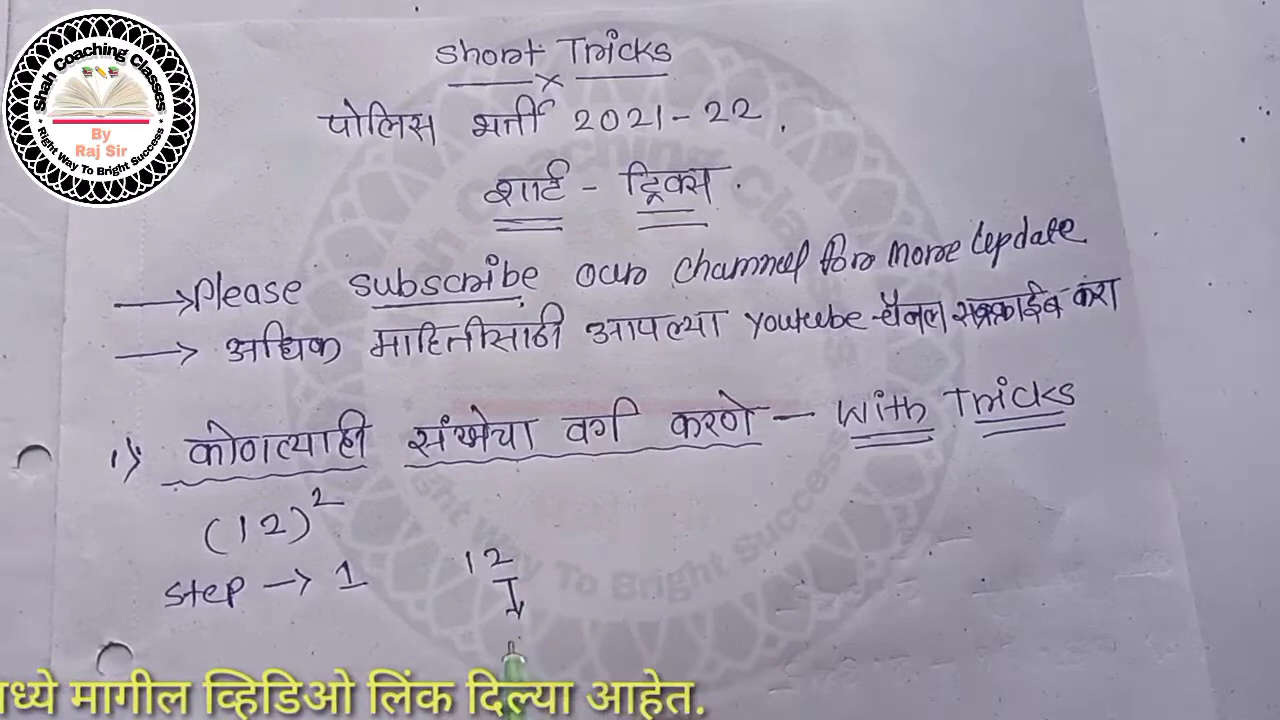 Shah Coaching Classes
By
Raj Sir
Right Way To Bright Success
Short Tricks
x
पोलिस भर्ती 2021-22.
शार्ट - ट्रिक्स.
→Please subscribe our channel for more Update
→ अधिक माहितीसाठी आपल्या youtube चैनल सबक्राईब करा
1) कोणत्याही संख्येचा वर्ग करणे - With Tricks
(12)²
Step → 1 12
ध्ये मागील व्हिडिओ लिंक दिल्या आहेत.